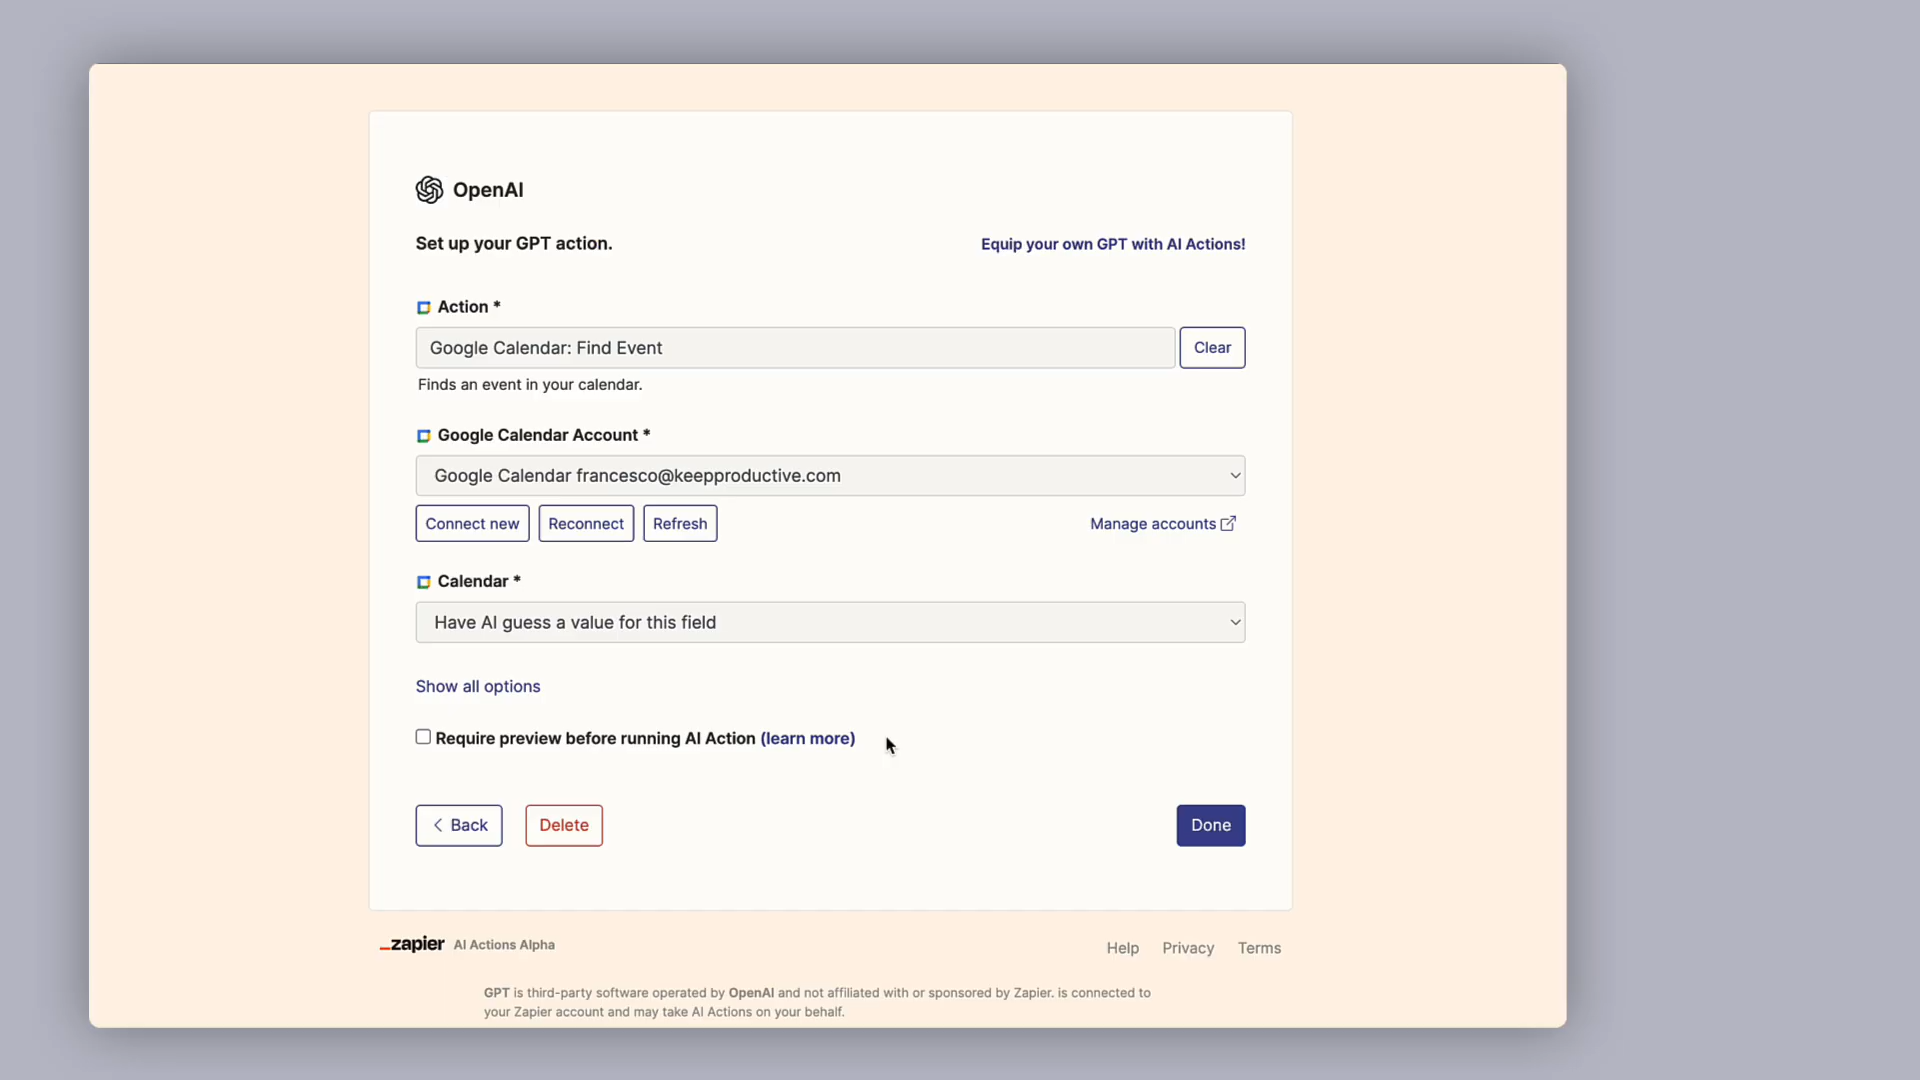 OpenAI
Set up your GPT action.
Equip your own GPT with AI Actions!
Action *
Google Calendar: Find Event
Clear
Finds an event in your calendar.
Google Calendar Account *
Google Calendar francesco@keepproductive.com
Connect new
Reconnect
Refresh
Manage accounts
Calendar *
Have AI guess a value for this field
Show all options
Require preview before running AI Action (learn more)
Back
Delete
Done
_zapier AI Actions Alpha
Help
Privacy
Terms
GPT is third-party software operated by OpenAI and not affiliated with or sponsored by Zapier. is connected to
your Zapier account and may take AI Actions on your behalf.